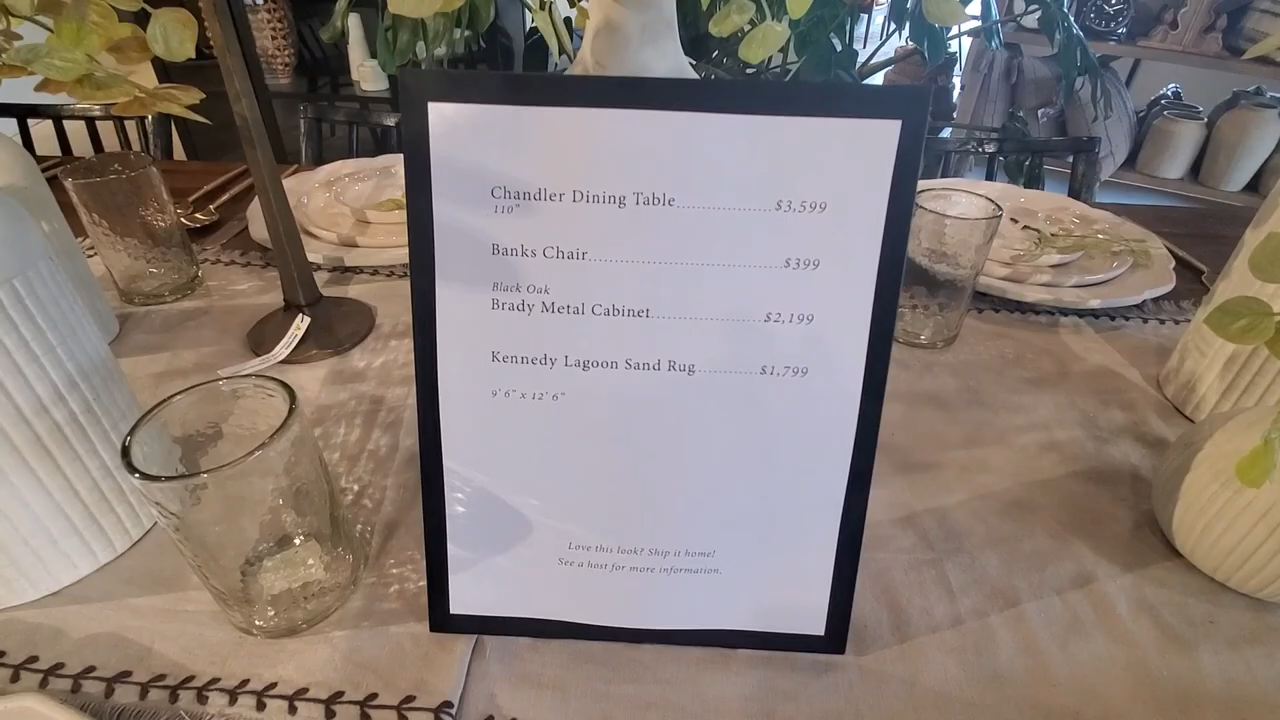 Chandler Dining Table..................$3,599
110"
Banks Chair...............................$399
Black Oak
Brady Metal Cabinet..................$2,199
Kennedy Lagoon Sand Rug...........$1,799
9' 6" x 12' 6"
Love this look? Ship it home!
See a host for more information.